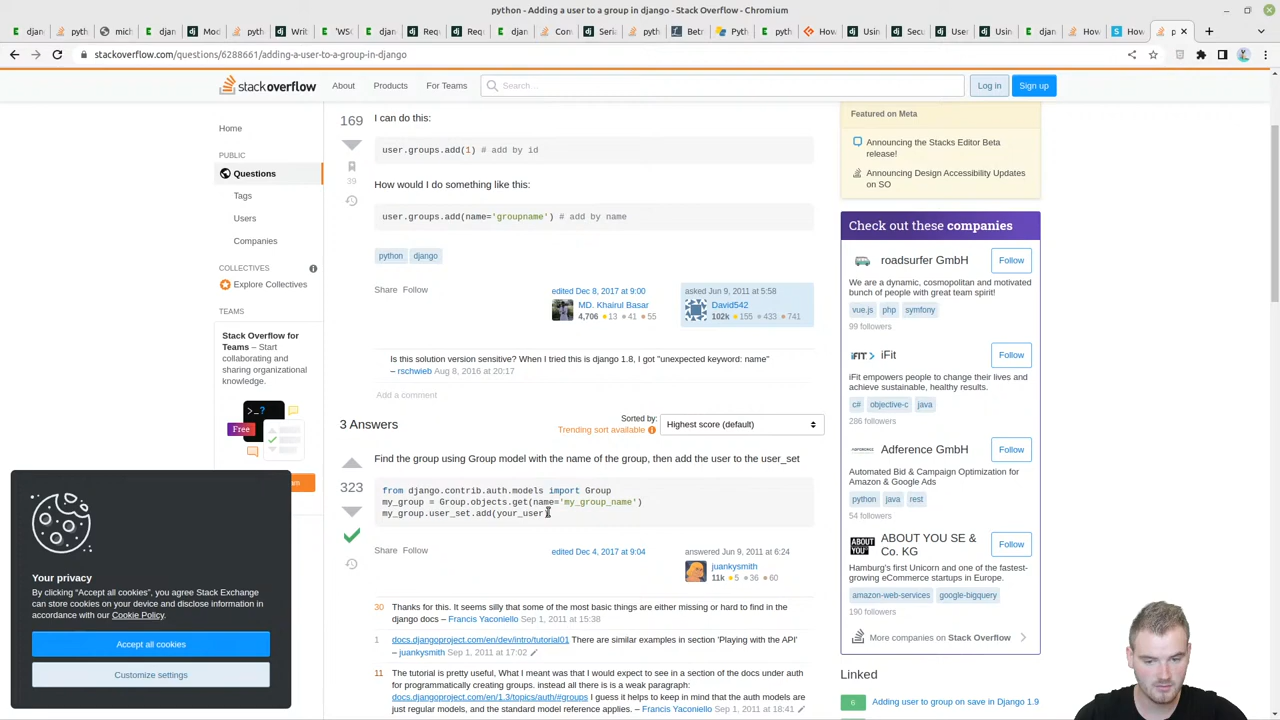 python - Adding a user to a group in django - Stack Overflow - Chromium
stackoverflow.com/questions/6288661/adding-a-user-to-a-group-in-django
stackoverflow
About
Products
For Teams
Search…
Log in
Sign up
Home
PUBLIC
Questions
Tags
Users
Companies
COLLECTIVES
Explore Collectives
TEAMS
Stack Overflow for
Teams – Start
collaborating and
sharing organizational
knowledge.
>_?
Free
169
39
I can do this:
user.groups.add(1) # add by id
How would I do something like this:
user.groups.add(name='groupname') # add by name
python
django
Share Follow
edited Dec 8, 2017 at 9:00
MD. Khairul Basar
4,706 13 41 55
asked Jun 9, 2011 at 5:58
David542
102k 155 433 741
Is this solution version sensitive? When I tried this is django 1.8, I got "unexpected keyword: name"
– rschwieb Aug 8, 2016 at 20:17
Add a comment
3 Answers
Sorted by:
Trending sort available
Highest score (default)
323
Find the group using Group model with the name of the group, then add the user to the user_set
from django.contrib.auth.models import Group
my_group = Group.objects.get(name='my_group_name')
my_group.user_set.add(your_user)
Share Follow
edited Dec 4, 2017 at 9:04
answered Jun 9, 2011 at 6:24
juankysmith
11k 5 36 60
30 Thanks for this. It seems silly that some of the most basic things are either missing or hard to find in the
django docs – Francis Yaconiello Sep 1, 2011 at 15:38
1 docs.djangoproject.com/en/dev/intro/tutorial01 There are similar examples in section 'Playing with the API'
– juankysmith Sep 1, 2011 at 17:02
11 The tutorial is pretty useful, What I meant was that I would expect to see in a section of the docs under auth
for programatically creating groups. instead all there is is a weak paragraph:
docs.djangoproject.com/en/1.3/topics/auth/#groups I guess it helps to keep in mind that the auth models are
just regular models, and the standard model reference applies. – Francis Yaconiello Sep 1, 2011 at 18:41
Featured on Meta
Announcing the Stacks Editor Beta
release!
Announcing Design Accessibility Updates
on SO
Check out these companies
roadsurfer GmbH
Follow
We are a dynamic, cosmopolitan and motivated
bunch of people with great team spirit!
vue.js php symfony
99 followers
iFit
Follow
iFit empowers people to change their lives and
achieve sustainable, healthy results.
c# objective-c java
286 followers
Adference GmbH
Follow
Automated Bid & Campaign Optimization for
Amazon & Google Ads
python java rest
54 followers
ABOUT YOU
ABOUT YOU SE &
Co. KG
Follow
Hamburg's first Unicorn and one of the fastest-
growing eCommerce startups in Europe.
amazon-web-services google-bigquery
190 followers
More companies on Stack Overflow
Linked
6 Adding user to group on save in Django 1.9
Your privacy
By clicking “Accept all cookies”, you agree Stack Exchange
can store cookies on your device and disclose information in
accordance with our Cookie Policy.
Accept all cookies
Customize settings